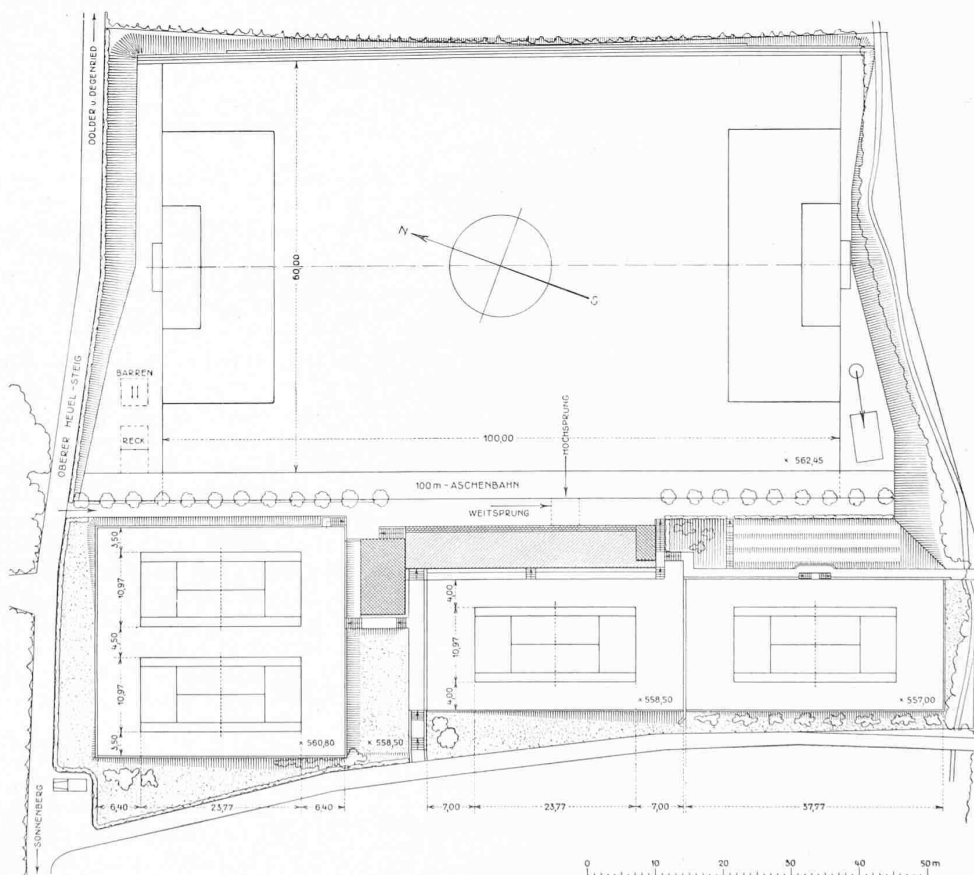 DOLDER u. DEGENRIED
N
S
60,00
OBERER HEUEL-STEIG
BARREN
RECK
HOCHSPRUNG
100,00
× 562,45
100 m - ASCHENBAHN
WEITSPRUNG
3,50
10,97
4,50
10,97
3,50
4,00
10,97
4,00
× 560,80
× 558,50
× 558,50
× 557,00
6,40
23,77
6,40
7,00
23,77
7,00
37,77
SONNENBERG
0 10 20 30 40 50 m